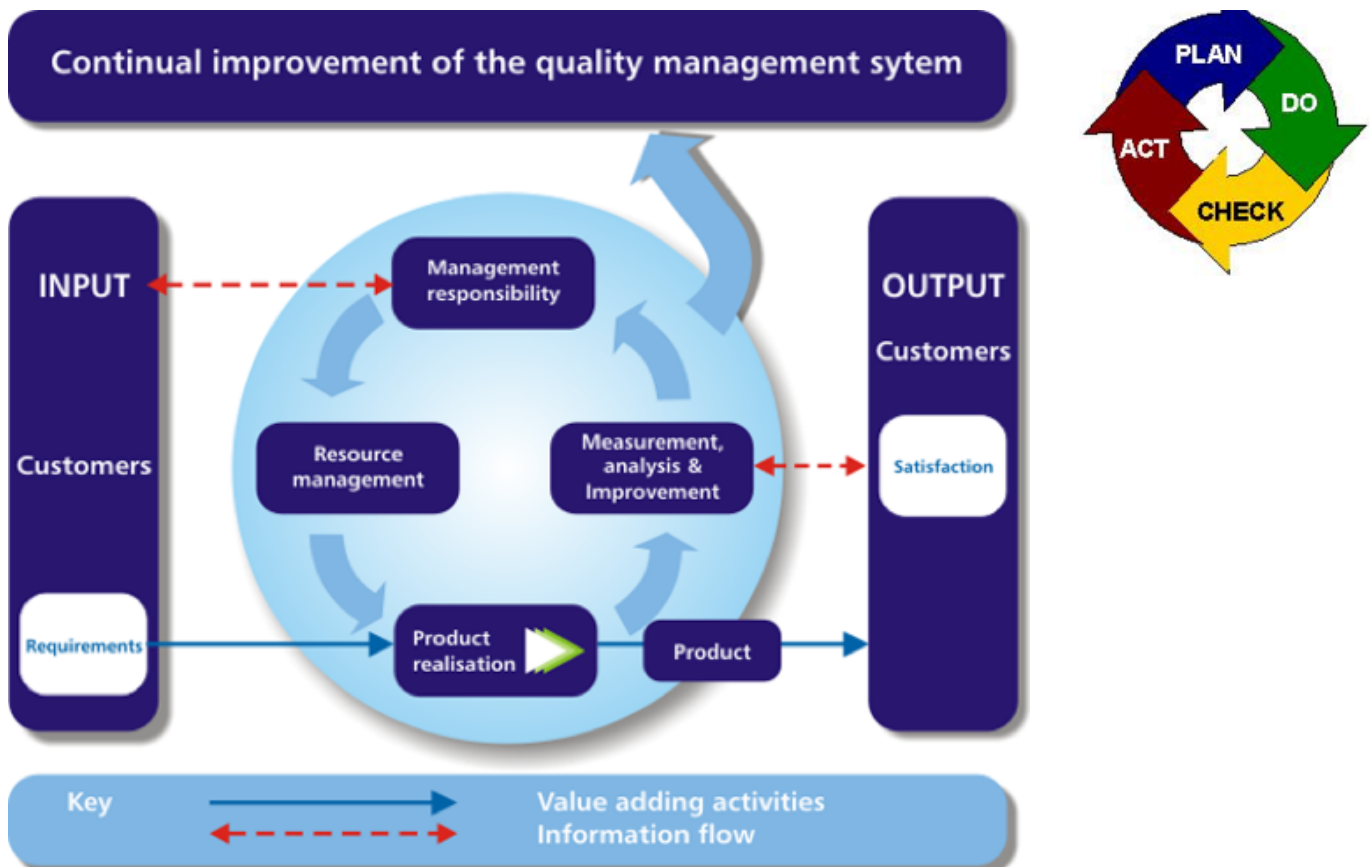 Continual improvement of the quality management sytem
PLAN
DO
ACT
CHECK
INPUT
Customers
Requirements
Management
responsibility
Resource
management
Measurement,
analysis &
Improvement
Product
realisation
Product
OUTPUT
Customers
Satisfaction
Key
Value adding activities
Information flow